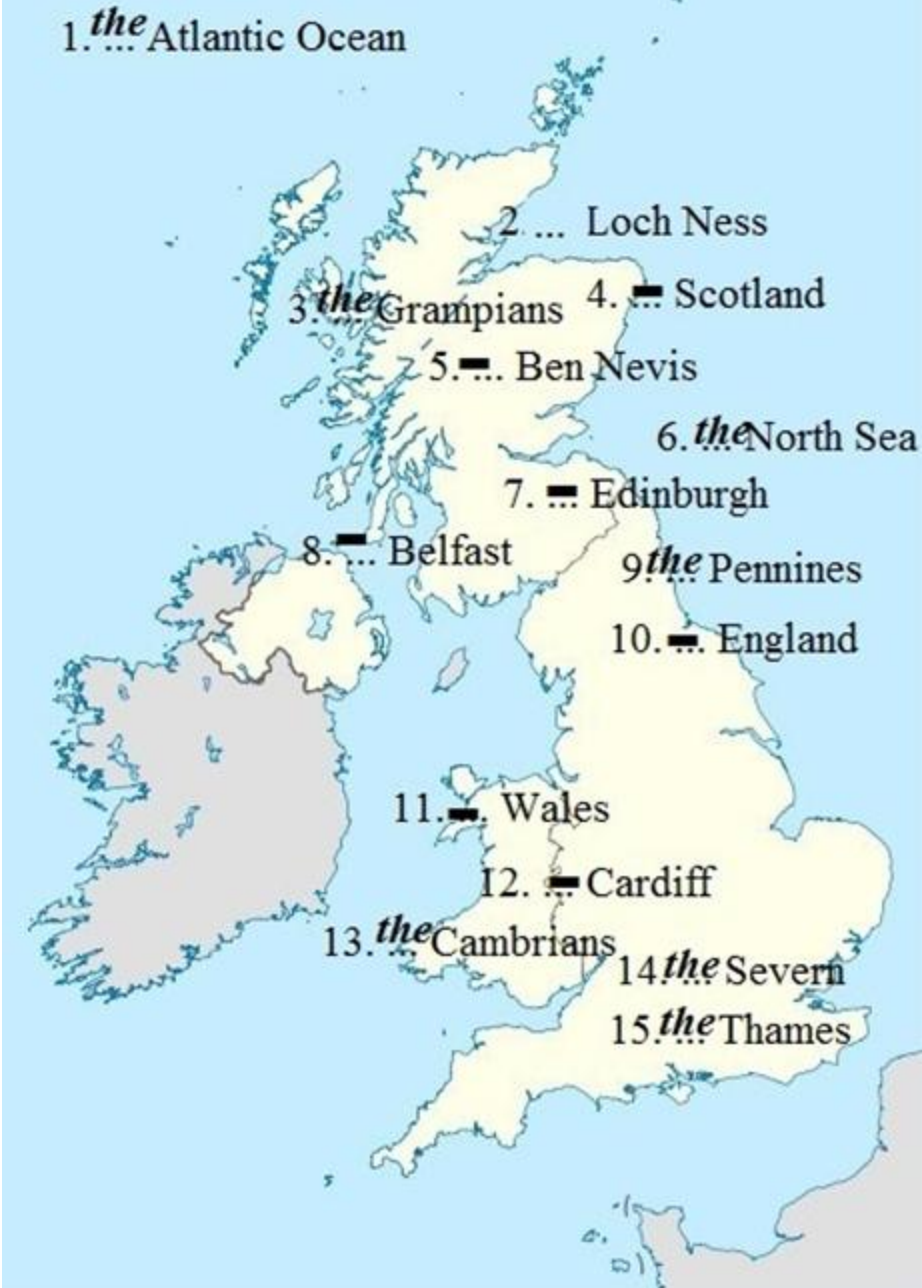 1. the ... Atlantic Ocean
2 ... Loch Ness
3. the ... Grampians
4. – ... Scotland
5. – ... Ben Nevis
6. the ... North Sea
7. – ... Edinburgh
8. – ... Belfast
9. the ... Pennines
10. – ... England
11. – ... Wales
12. – ... Cardiff
13. the ... Cambrians
14. the ... Severn
15. the ... Thames